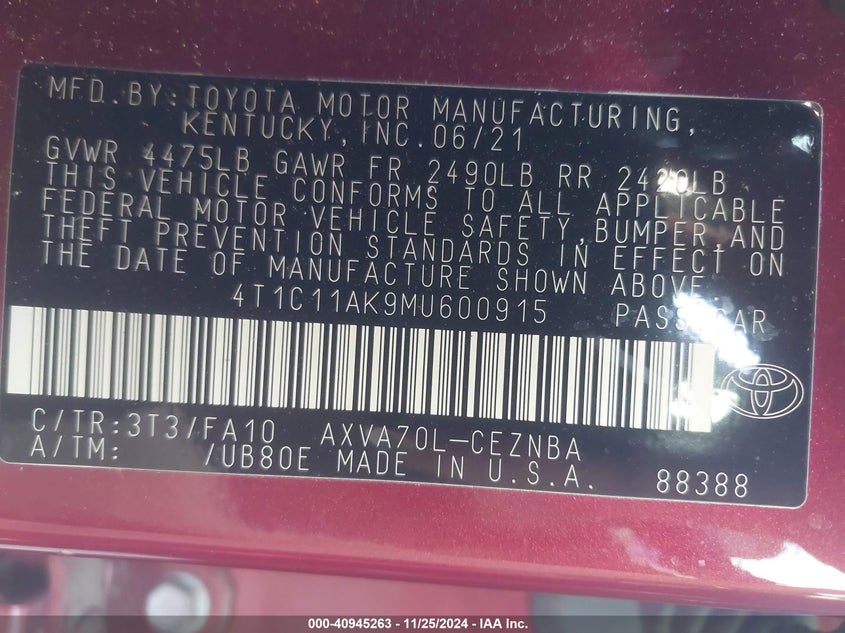 MFD. BY: TOYOTA MOTOR MANUFACTURING,
KENTUCKY, INC. 06/21
GVWR 4475LB GAWR FR 2490LB RR 2420LB
THIS VEHICLE CONFORMS TO ALL APPLICABLE
FEDERAL MOTOR VEHICLE SAFETY, BUMPER AND
THEFT PREVENTION STANDARDS IN EFFECT ON
THE DATE OF MANUFACTURE SHOWN ABOVE.
4T1C11AK9MU600915 PASS CAR
C/TR: 3T3/FA10 AXVA70L-CEZNBA
A/TM: /UB80E MADE IN U.S.A. 88388
000-40945263 - 11/25/2024 - IAA Inc.